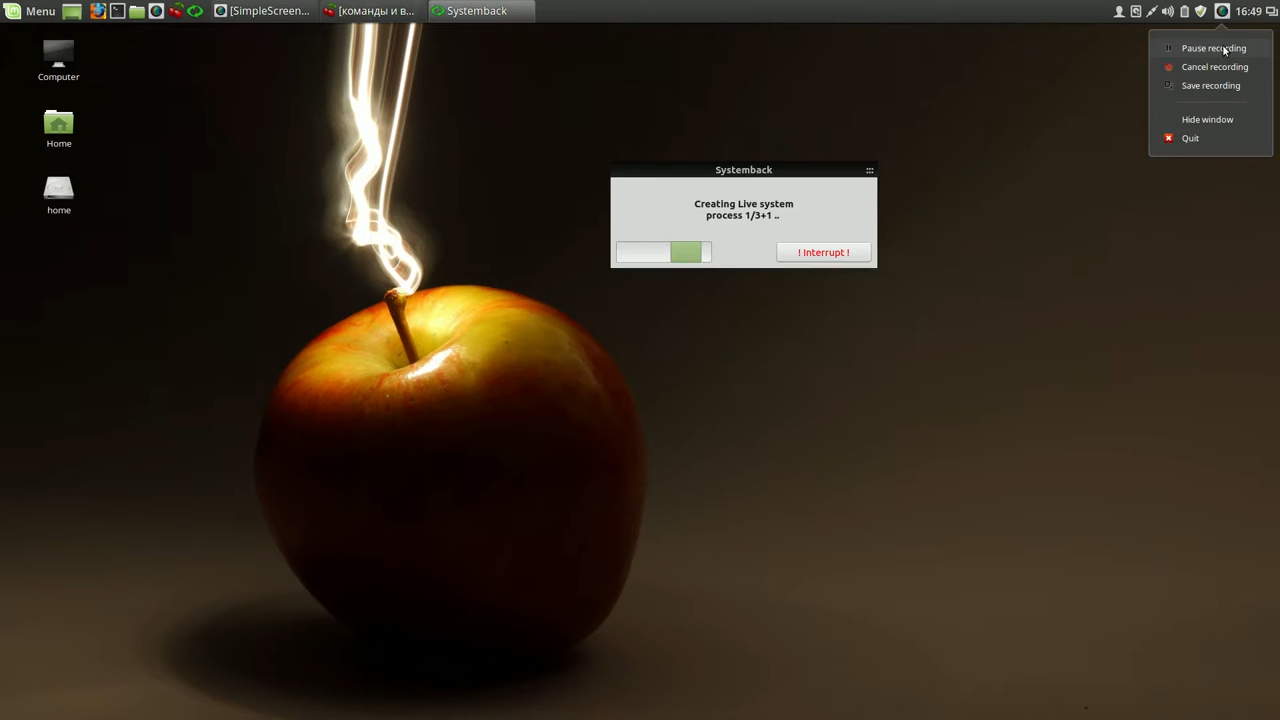 Menu
[SimpleScreen...
[команды и в...
Systemback
16:49
Computer
Home
home
Systemback
Creating Live system
process 1/3+1 ..
! Interrupt !
Pause recording
Cancel recording
Save recording
Hide window
Quit